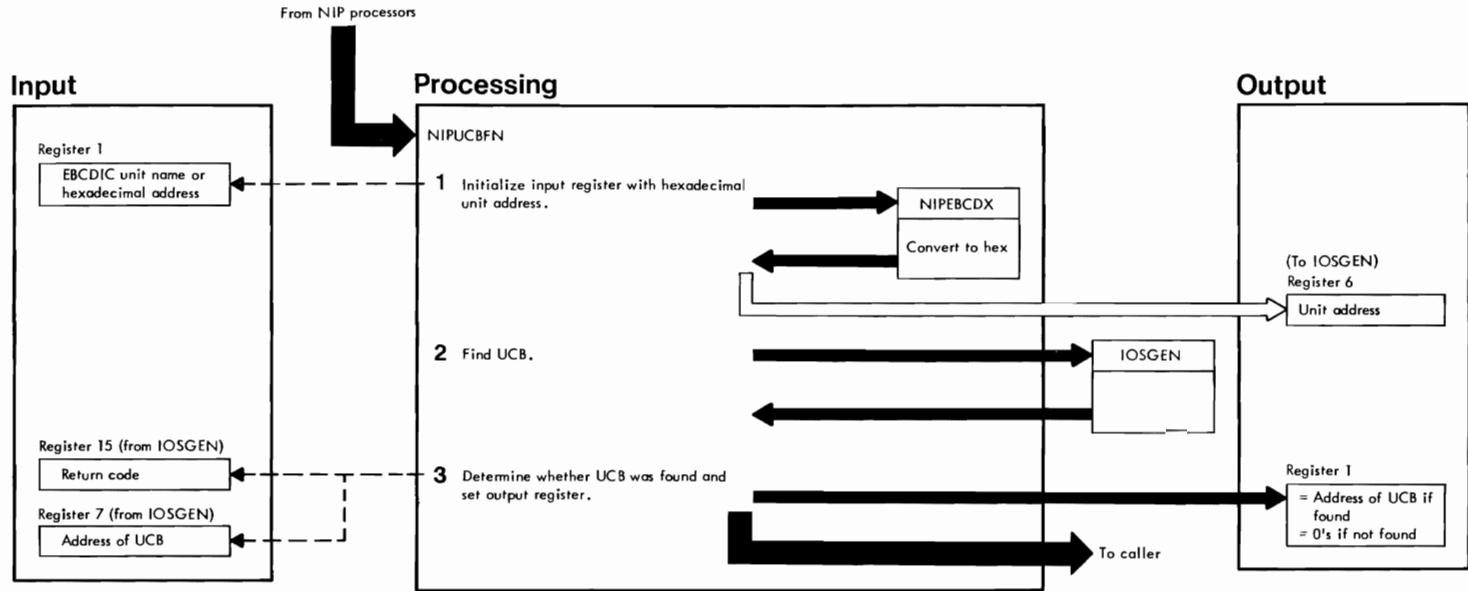 From NIP processors
Input
Processing
Output
NIPUCBFN
Register 1
EBCDIC unit name or
hexadecimal address
1 Initialize input register with hexadecimal
unit address.
NIPEBCDX
Convert to hex
(To IOSGEN)
Register 6
Unit address
2 Find UCB.
IOSGEN
Register 15 (from IOSGEN)
Return code
3 Determine whether UCB was found and
set output register.
Register 7 (from IOSGEN)
Address of UCB
Register 1
= Address of UCB if
found
= 0's if not found
To caller